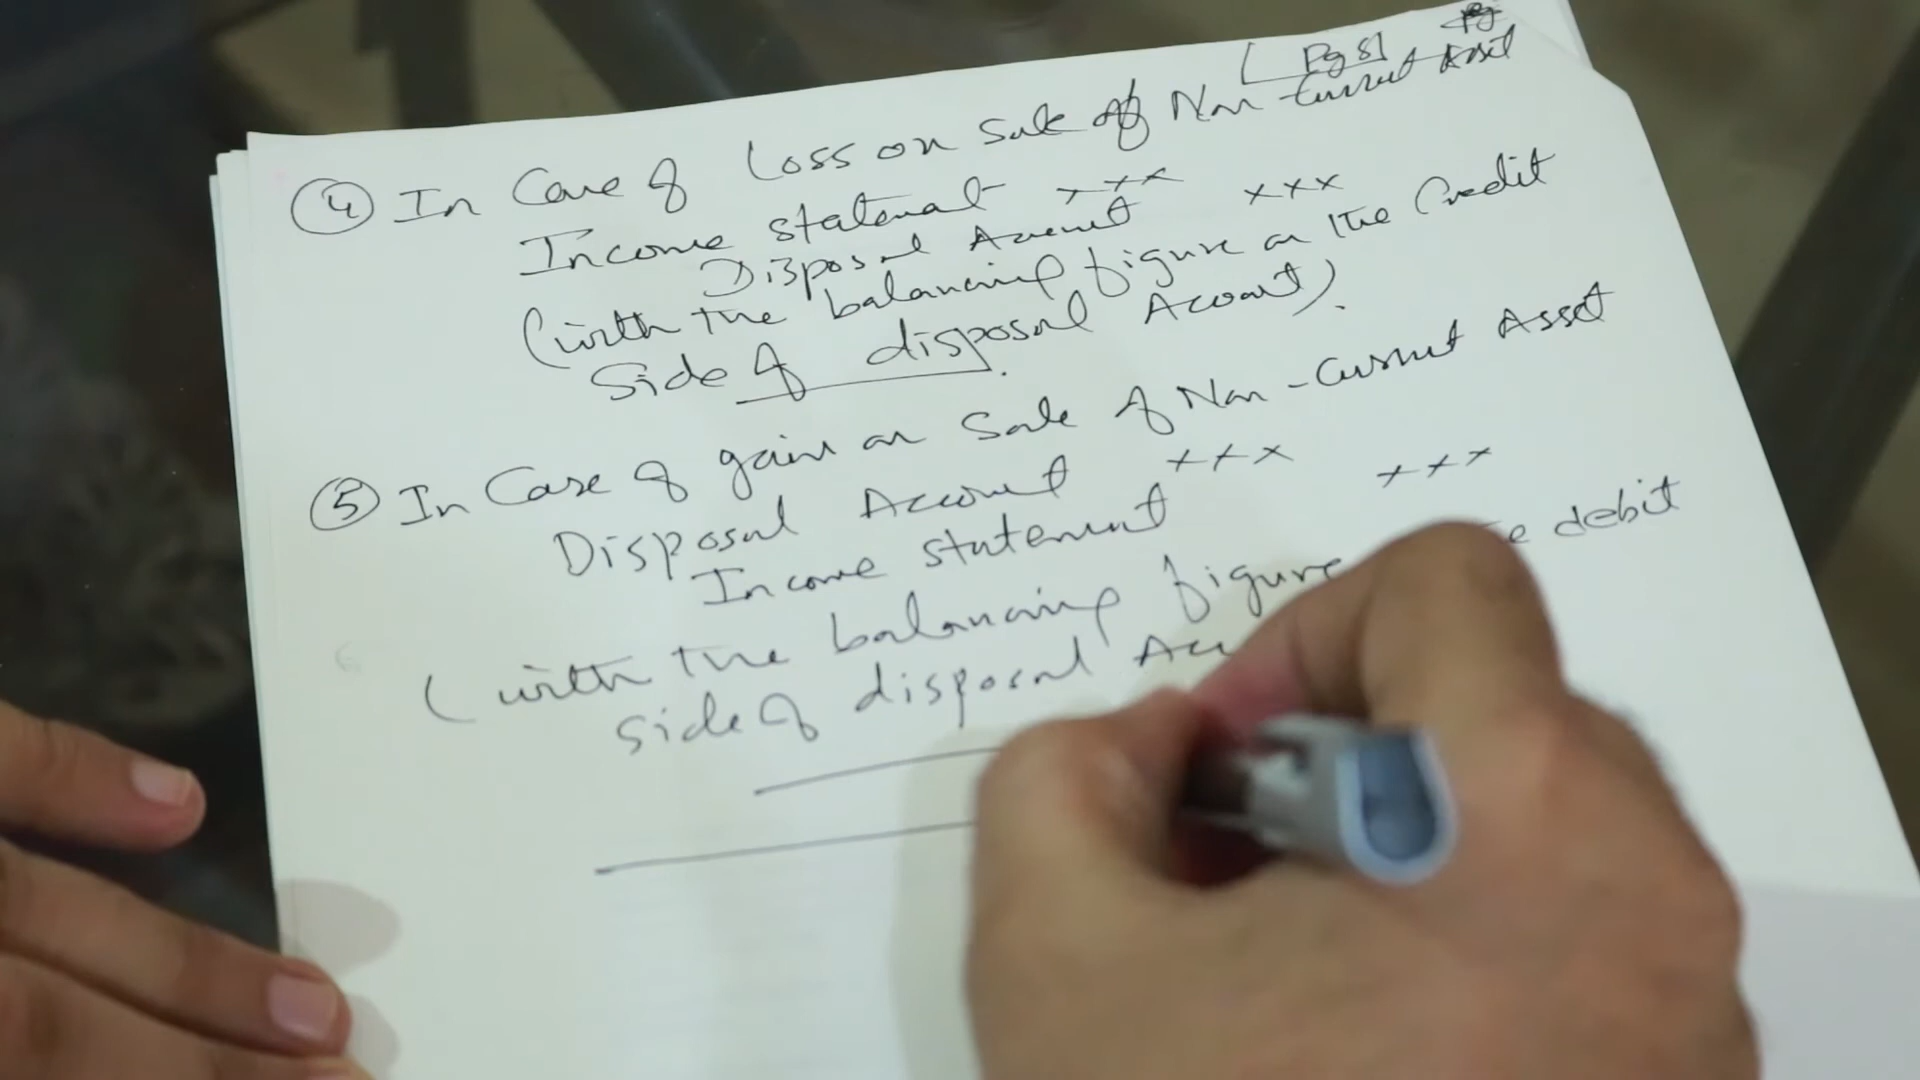 [Pg 8]
④ In Case of Loss on Sale of Non-Current Asset
Income statement xxx
Disposal Account xxx
(with the balancing figure on the Credit
Side of disposal Account).
⑤ In Case of gain on Sale of Non-Current Asset
Disposal Account xxx
Income statement xxx
(with the balancing figure debit
side of disposal